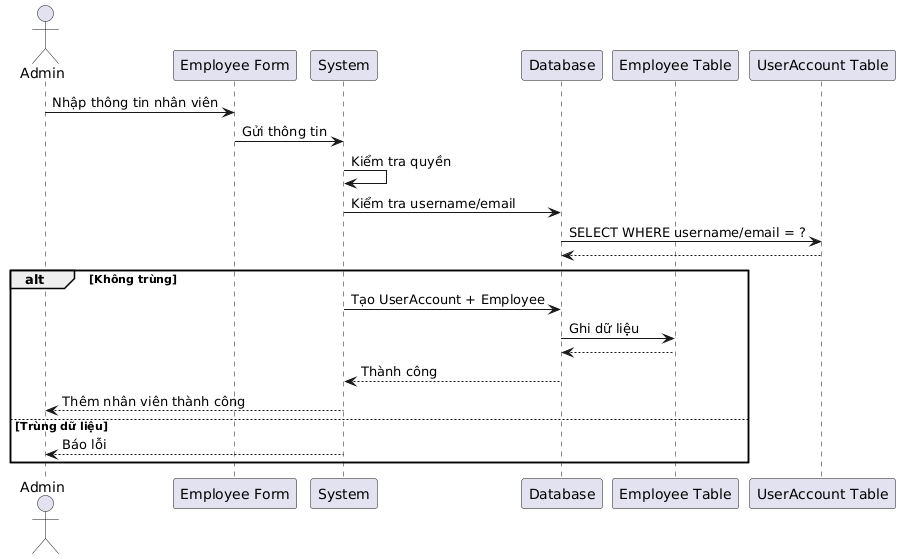 Admin
Employee Form
System
Database
Employee Table
UserAccount Table
Nhập thông tin nhân viên
Gửi thông tin
Kiểm tra quyền
Kiểm tra username/email
SELECT WHERE username/email = ?
alt [Không trùng]
Tạo UserAccount + Employee
Ghi dữ liệu
Thành công
Thêm nhân viên thành công
[Trùng dữ liệu]
Báo lỗi
Admin
Employee Form
System
Database
Employee Table
UserAccount Table